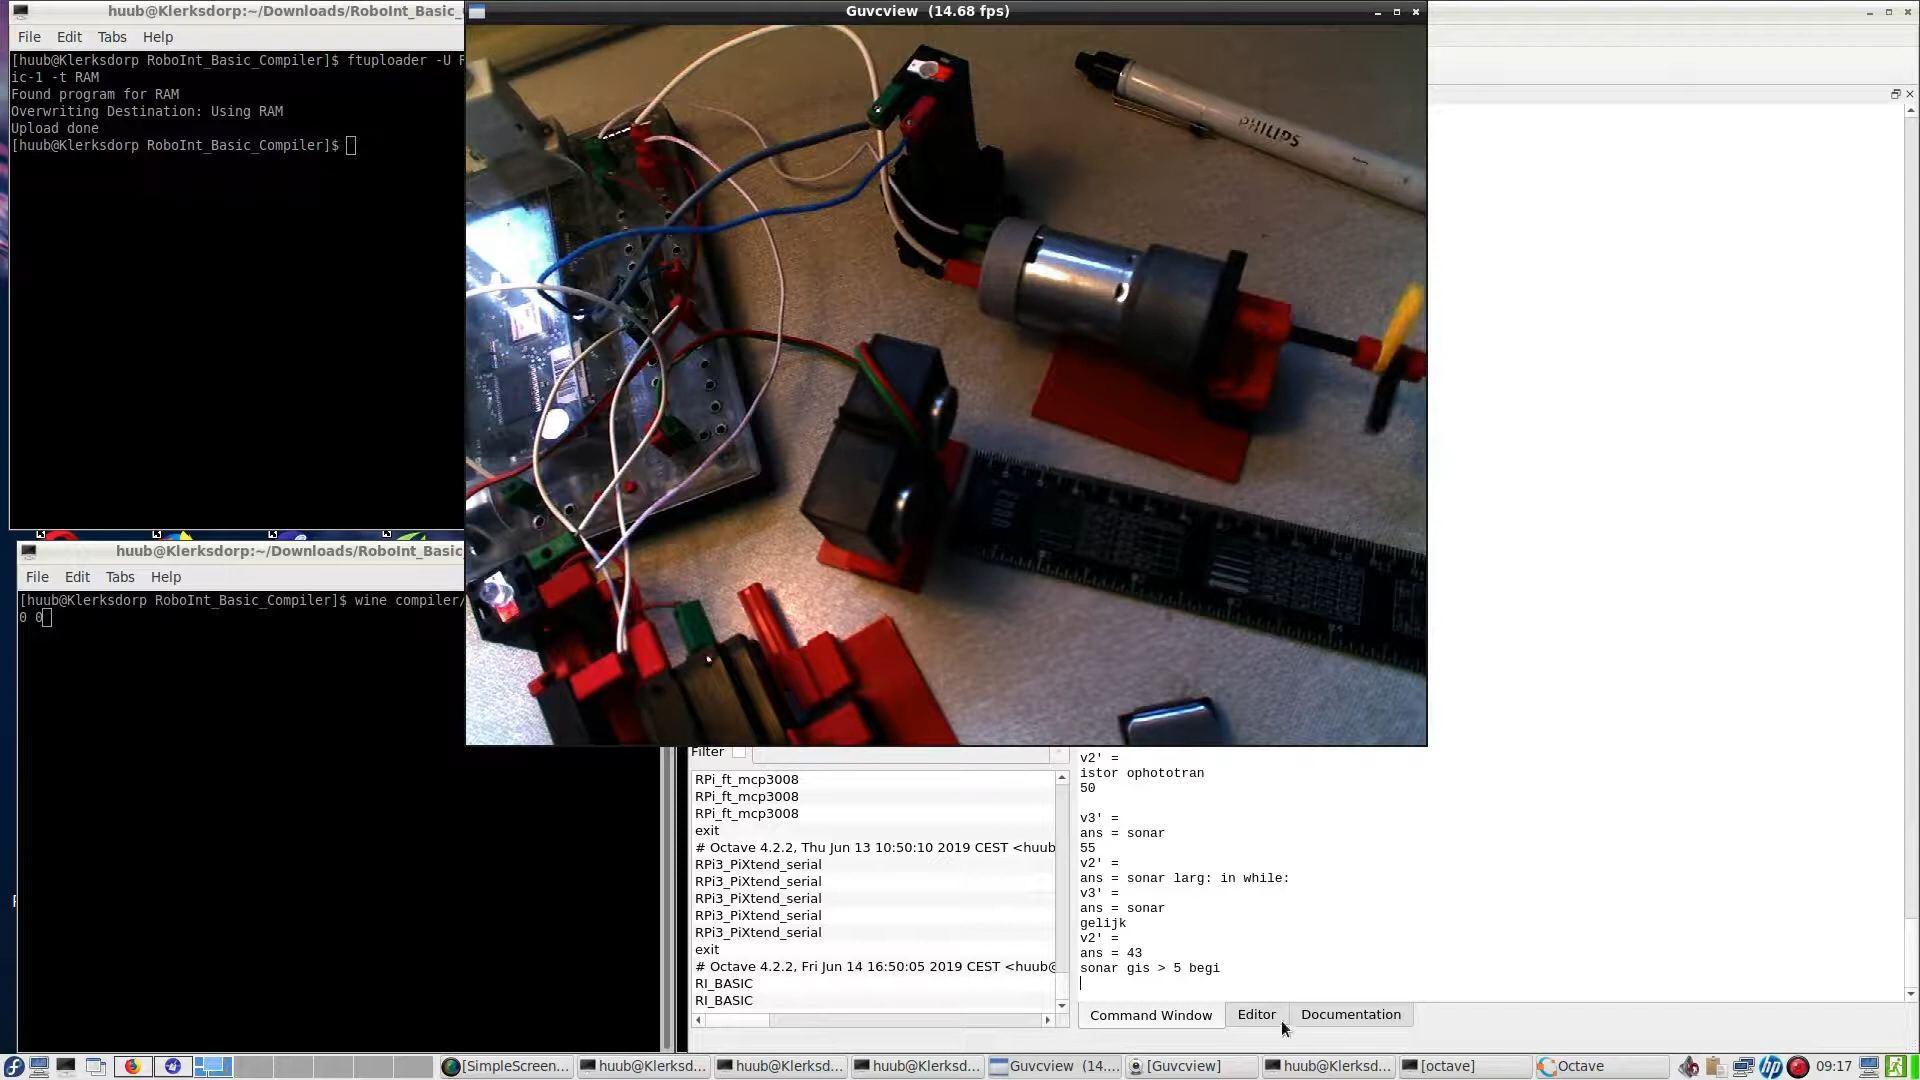 huub@Klerksdorp:~/Downloads/RoboInt_Basic_
File Edit Tabs Help
[huub@Klerksdorp RoboInt_Basic_Compiler]$ ftuploader -U
ic-1 -t RAM
Found program for RAM
Overwriting Destination: Using RAM
Upload done
[huub@Klerksdorp RoboInt_Basic_Compiler]$
Guvcview (14.68 fps)
PHILIPS
huub@Klerksdorp:~/Downloads/RoboInt_Basic
File Edit Tabs Help
[huub@Klerksdorp RoboInt_Basic_Compiler]$ wine compiler/
0 0
Filter
RPi_ft_mcp3008
RPi_ft_mcp3008
RPi_ft_mcp3008
exit
# Octave 4.2.2, Thu Jun 13 10:50:10 2019 CEST <huub
RPi3_PiXtend_serial
RPi3_PiXtend_serial
RPi3_PiXtend_serial
RPi3_PiXtend_serial
RPi3_PiXtend_serial
exit
# Octave 4.2.2, Fri Jun 14 16:50:05 2019 CEST <huub@
RI_BASIC
RI_BASIC
v2' =
istor ophototran
50
v3' =
ans = sonar
55
v2' =
ans = sonar larg: in while:
v3' =
ans = sonar
gelijk
v2' =
ans = 43
sonar gis > 5 begi
Command Window Editor Documentation
[SimpleScreen... huub@Klerksd... huub@Klerksd... huub@Klerksd... Guvcview (14.... [Guvcview] huub@Klerksd... [octave] Octave 09:17